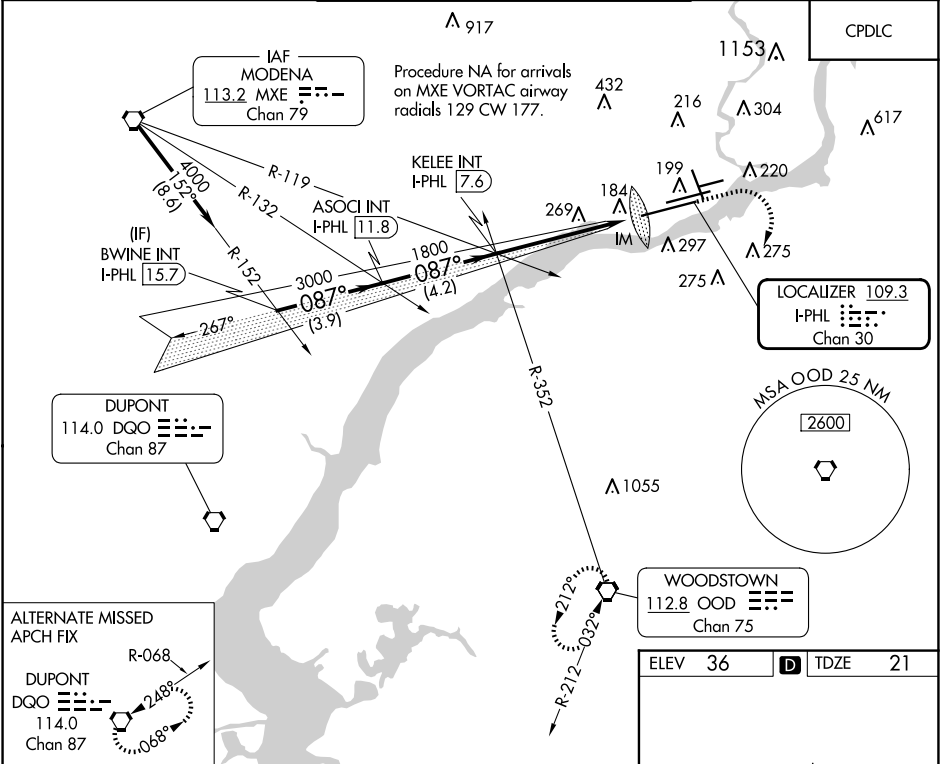 917
1153
CPDLC
IAF
MODENA
113.2 MXE
Chan 79
Procedure NA for arrivals
on MXE VORTAC airway
radials 129 CW 177.
432
216
304
617
4000
152°
(8.6)
R-119
R-132
R-152
KELEE INT
I-PHL 7.6
ASOCI INT
I-PHL 11.8
199
220
184
269
IM
297
275
275
(IF)
BWINE INT
I-PHL 15.7
3000
087°
(3.9)
1800
087°
(4.2)
267°
LOCALIZER 109.3
I-PHL
Chan 30
R-352
MSA OOD 25 NM
2600
DUPONT
114.0 DQO
Chan 87
1055
WOODSTOWN
112.8 OOD
Chan 75
212°
032°
R-212
ALTERNATE MISSED
APCH FIX
R-068
DUPONT
DQO
114.0
Chan 87
248°
068°
ELEV 36 D TDZE 21